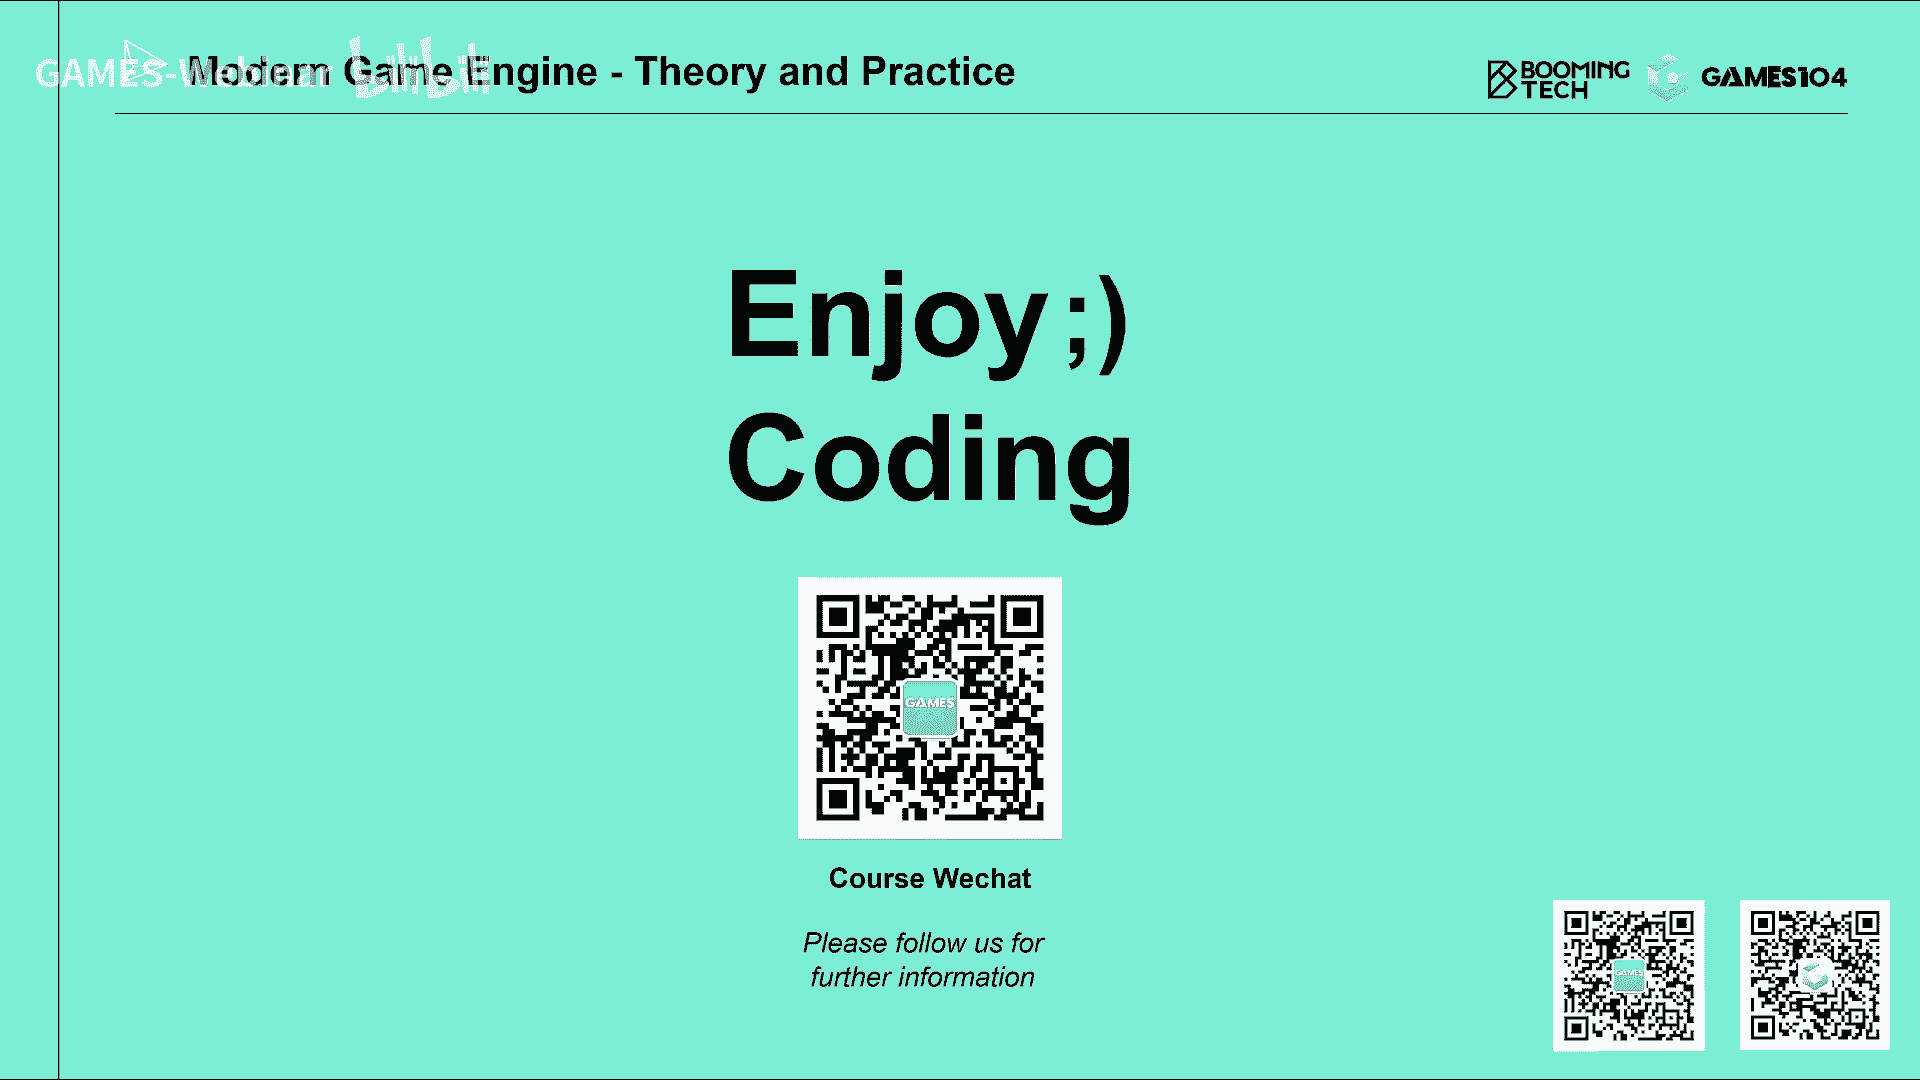 GAMES-Webinar bilibili
Modern Game Engine - Theory and Practice
BOOMING
TECH
GAMES104
Enjoy ;)
Coding
GAMES
Course Wechat
Please follow us for
further information
GAMES